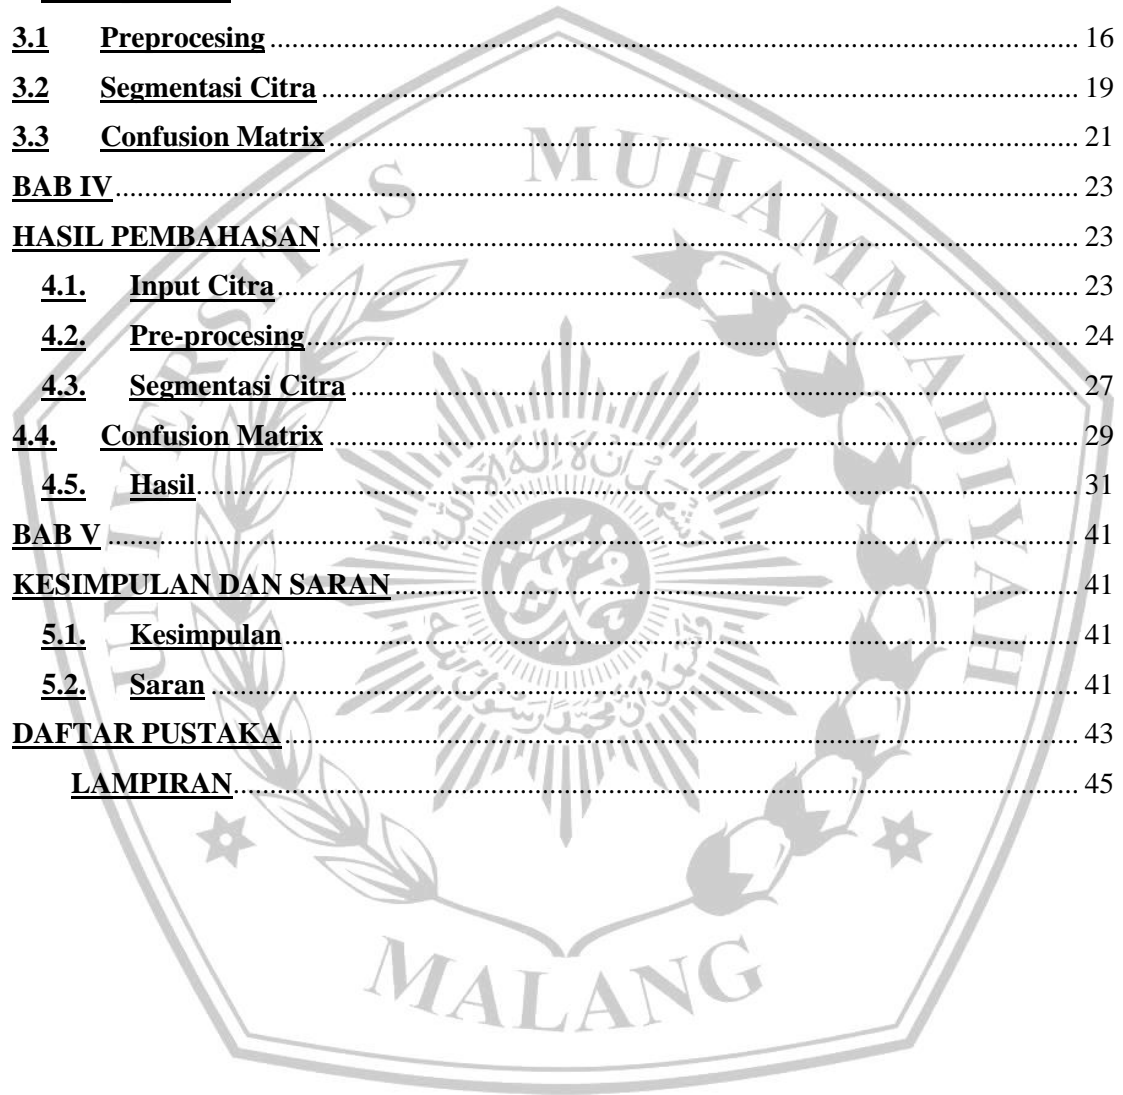 3.1 Preprocesing 16
3.2 Segmentasi Citra 19
3.3 Confusion Matrix 21
BAB IV 23
HASIL PEMBAHASAN 23
4.1. Input Citra 23
4.2. Pre-procesing 24
4.3. Segmentasi Citra 27
4.4. Confusion Matrix 29
4.5. Hasil 31
BAB V 41
KESIMPULAN DAN SARAN 41
5.1. Kesimpulan 41
5.2. Saran 41
DAFTAR PUSTAKA 43
LAMPIRAN 45
UNIVERSITAS MUHAMMADIYAH
MALANG